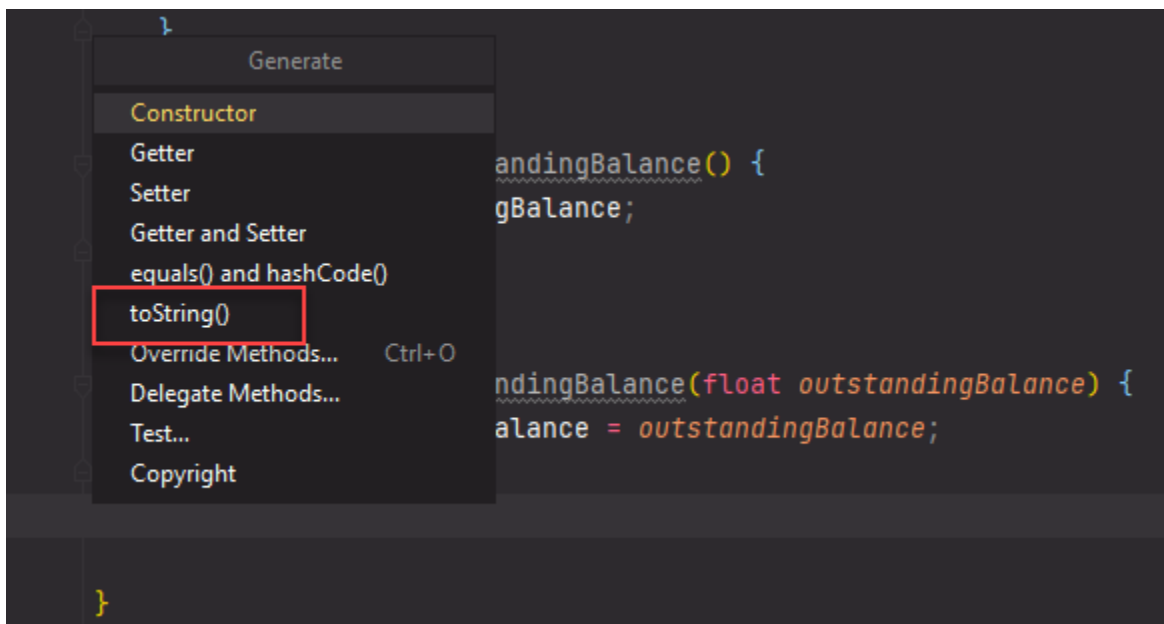 }
Generate
Constructor
Getter
andingBalance() {
Setter
gBalance;
Getter and Setter
equals() and hashCode()
toString()
Override Methods... Ctrl+O
ndingBalance(float outstandingBalance) {
Delegate Methods...
Test...
alance = outstandingBalance;
Copyright
}